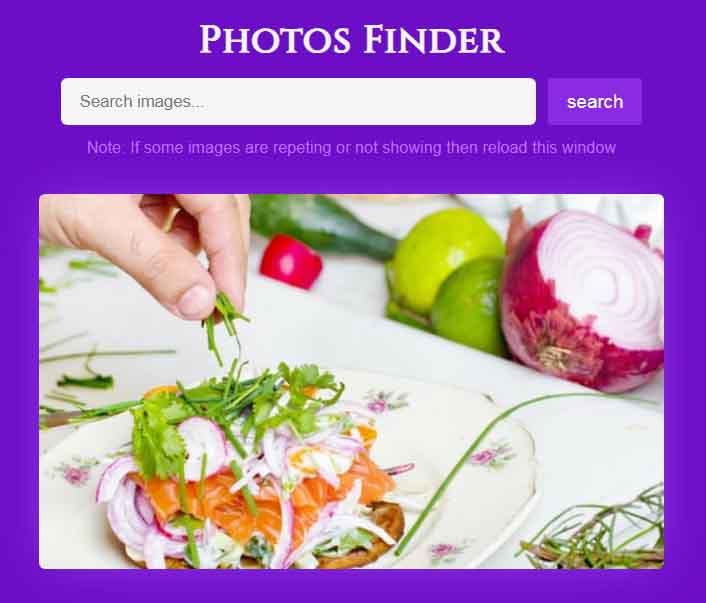 Photos Finder
Search images...
search
Note: If some images are repeting or not showing then reload this window